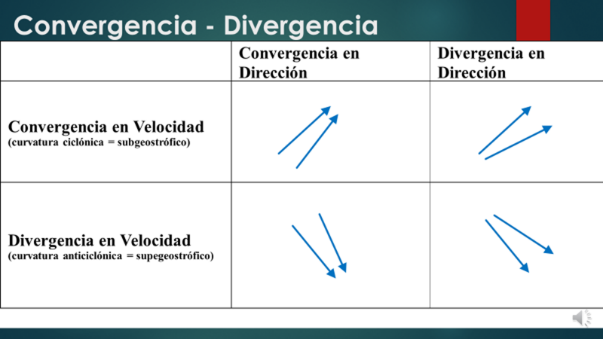 Convergencia - Divergencia
Convergencia en
Dirección
Divergencia en
Dirección
Convergencia en Velocidad
(curvatura ciclónica = subgeostrófico)
Divergencia en Velocidad
(curvatura anticiclónica = supegeostrófico)